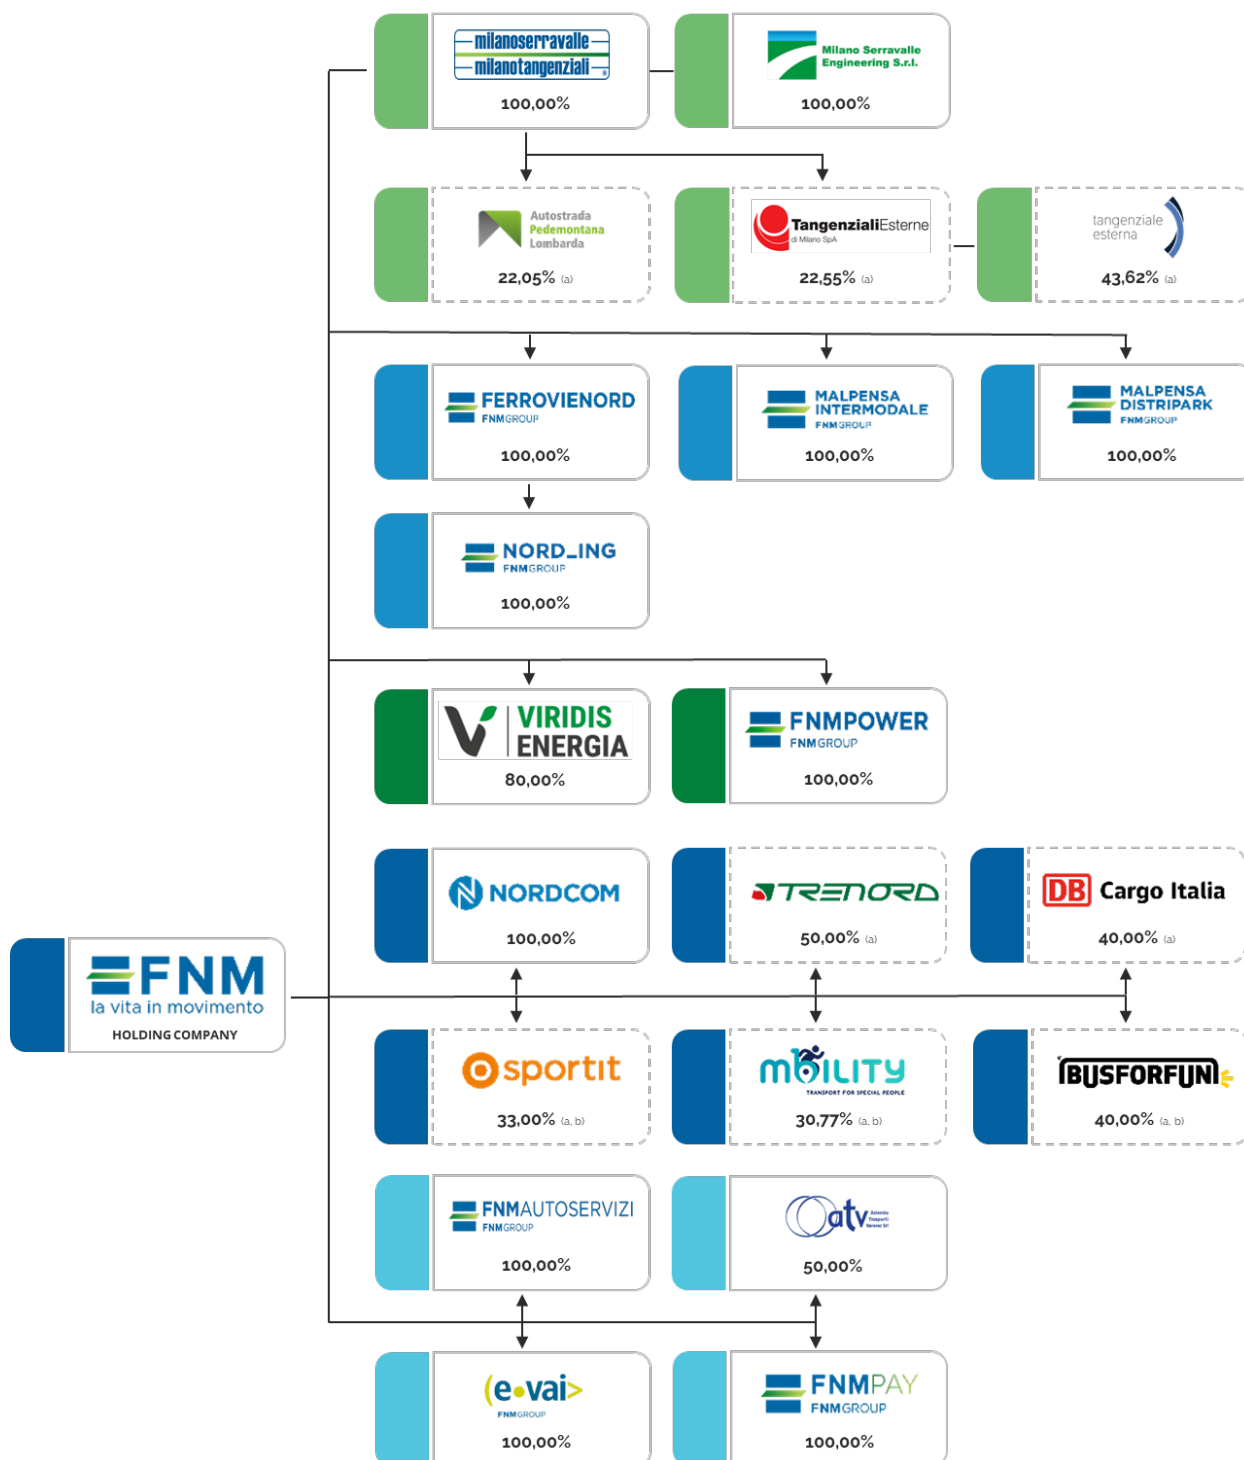 milanoserravalle
milanotangenziali ®
100,00%
Milano Serravalle
Engineering S.r.l.
100,00%
Autostrada
Pedemontana
Lombarda
22,05% (a)
TangenzialiEsterne
di Milano SpA
22,55% (a)
tangenziale
esterna
43,62% (a)
FERROVIENORD
FNMGROUP
100,00%
MALPENSA
INTERMODALE
FNMGROUP
100,00%
MALPENSA
DISTRIPARK
FNMGROUP
100,00%
NORD_ING
FNMGROUP
100,00%
V VIRIDIS
ENERGIA
80,00%
FNMPOWER
FNMGROUP
100,00%
NORDCOM
100,00%
TRENORD
50,00% (a)
DB Cargo Italia
40,00% (a)
FNM
la vita in movimento
HOLDING COMPANY
sportit
33,00% (a, b)
mbility
TRANSPORT FOR SPECIAL PEOPLE
30,77% (a, b)
BUSFORFUN
40,00% (a, b)
FNMAUTOSERVIZI
FNMGROUP
100,00%
atv Azienda
Trasporti
Verona Srl
50,00%
(e•vai>
FNMGROUP
100,00%
FNMPAY
FNMGROUP
100,00%